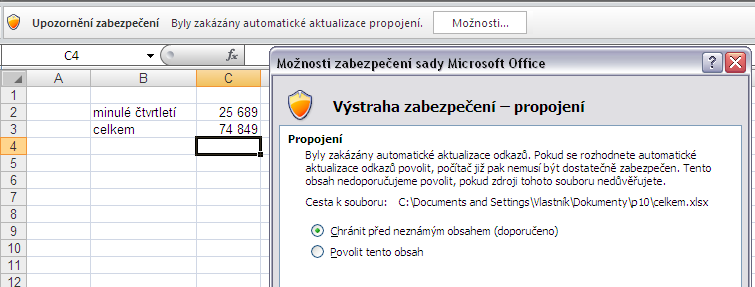 Upozornění zabezpečení Byly zakázány automatické aktualizace propojení. Možnosti...
C4 fx
A B C
1
2 minulé čtvrtletí 25 689
3 celkem 74 849
4
5
6
7
8
9
10
11
12
Možnosti zabezpečení sady Microsoft Office
Výstraha zabezpečení – propojení
Propojení
Byly zakázány automatické aktualizace odkazů. Pokud se rozhodnete automatické
aktualizace odkazů povolit, počítač již pak nemusí být dostatečně zabezpečen. Tento
obsah nedoporučujeme povolit, pokud zdroji tohoto souboru nedůvěřujete.
Cesta k souboru: C:\Documents and Settings\Vlastník\Dokumenty\p10\celkem.xlsx
Chránit před neznámým obsahem (doporučeno)
Povolit tento obsah